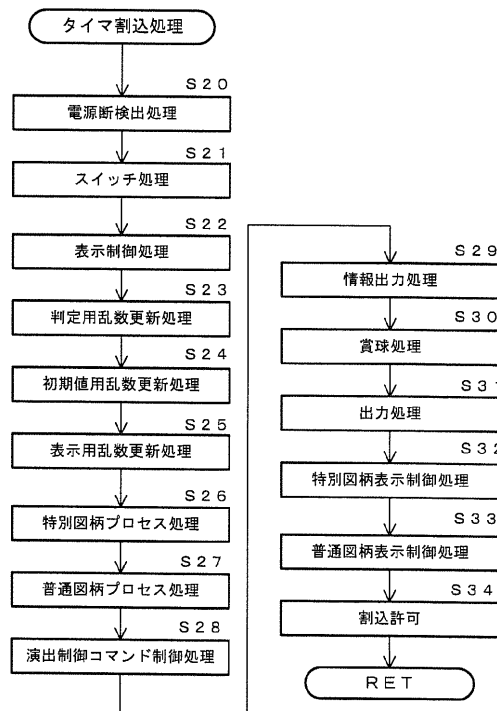 タイマ割込処理
S20
電源断検出処理
S21
スイッチ処理
S22
表示制御処理
S23
判定用乱数更新処理
S24
初期値用乱数更新処理
S25
表示用乱数更新処理
S26
特別図柄プロセス処理
S27
普通図柄プロセス処理
S28
演出制御コマンド制御処理
S29
情報出力処理
S30
賞球処理
S31
出力処理
S32
特別図柄表示制御処理
S33
普通図柄表示制御処理
S34
割込許可
RET